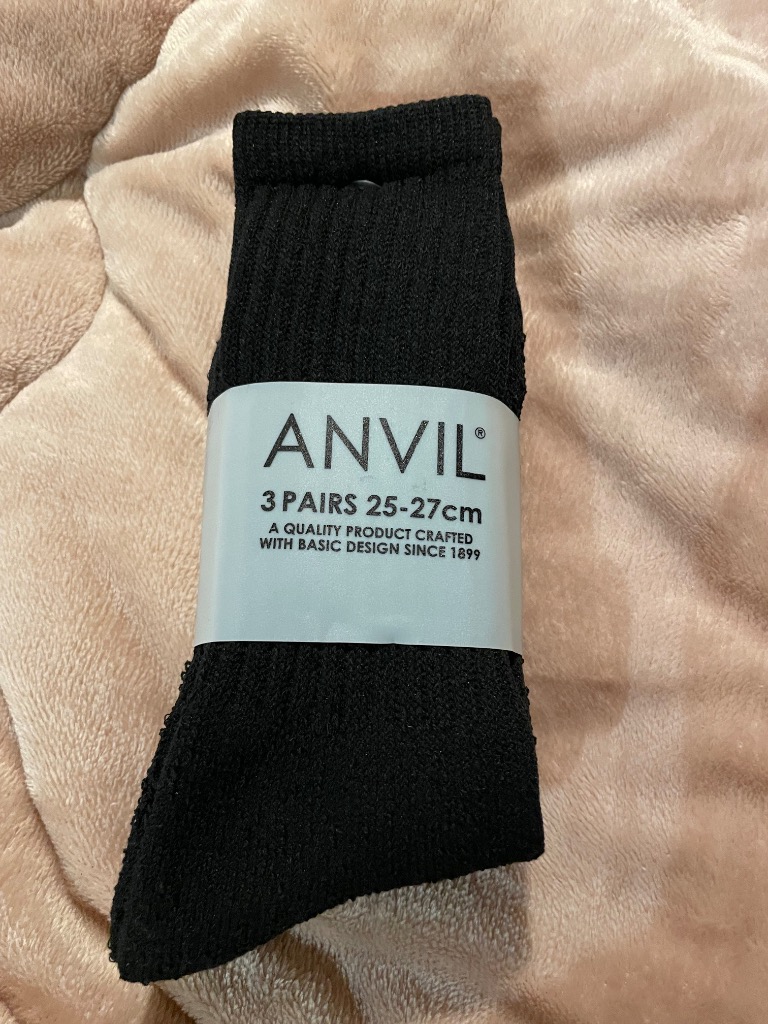 ANVIL®
3 PAIRS 25-27cm
A QUALITY PRODUCT CRAFTED
WITH BASIC DESIGN SINCE 1899